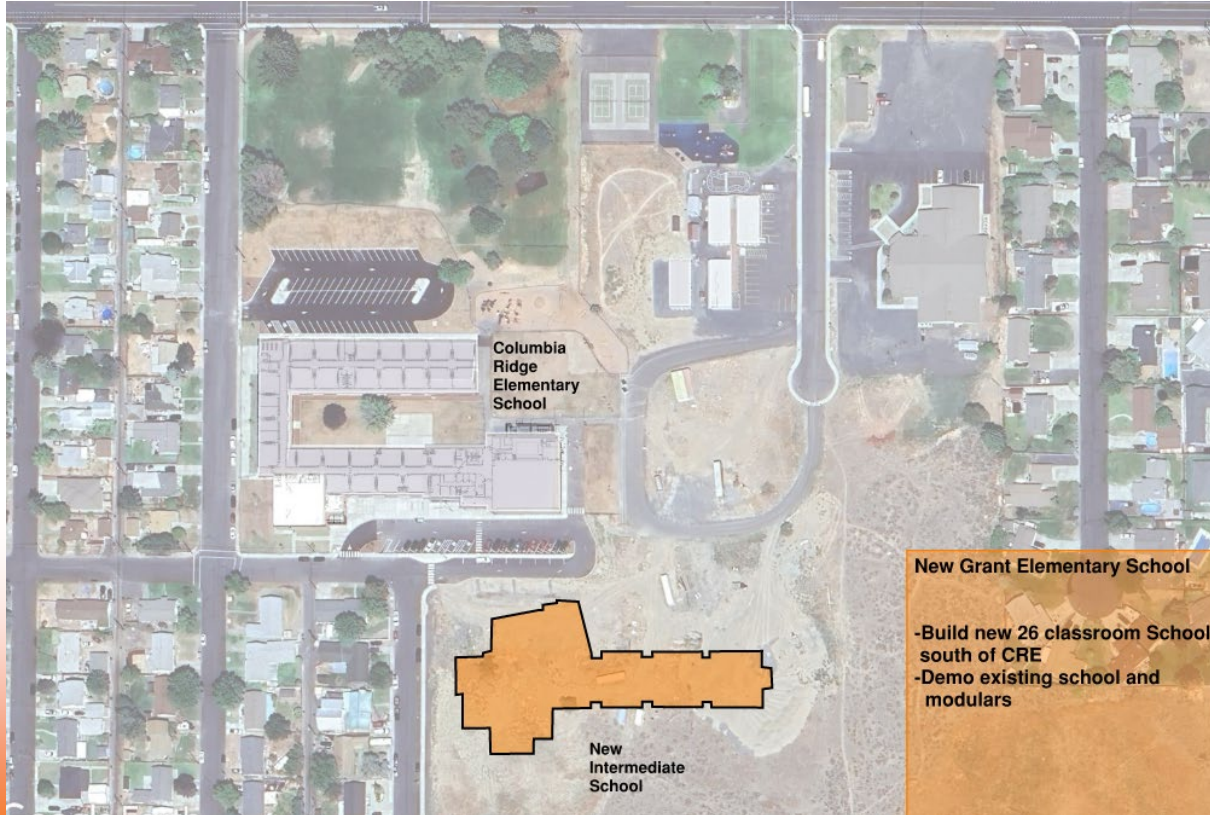 Columbia
Ridge
Elementary
School
New Grant Elementary School
-Build new 26 classroom School
south of CRE
-Demo existing school and
modulars
New
Intermediate
School